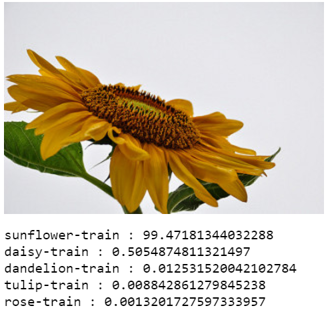 sunflower-train : 99.47181344032288
daisy-train : 0.5054874811321497
dandelion-train : 0.012531520042102784
tulip-train : 0.008842861279845238
rose-train : 0.0013201727597333957